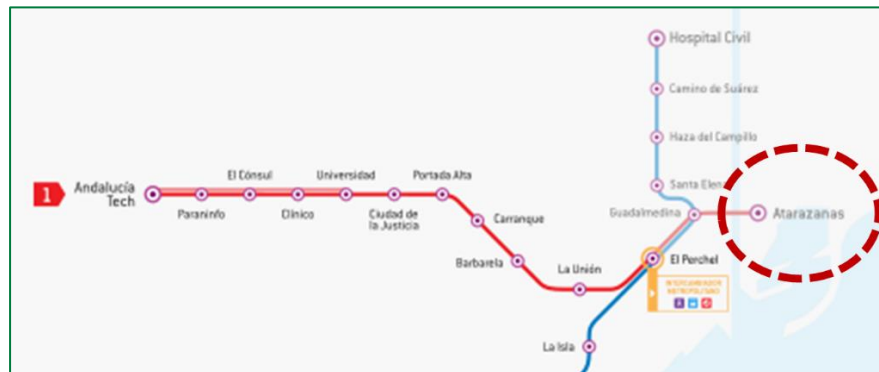 Hospital Civil
Camino de Suárez
Haza del Campillo
Santa Elena
Guadalmedina
Atarazanas
1
Andalucía
Tech
El Cónsul
Universidad
Portada Alta
Paraninfo
Clínico
Ciudad de
la Justicia
Carranque
Barbarela
La Unión
El Perchel
INTERCAMBIADOR
METROPOLITANO
La Isla